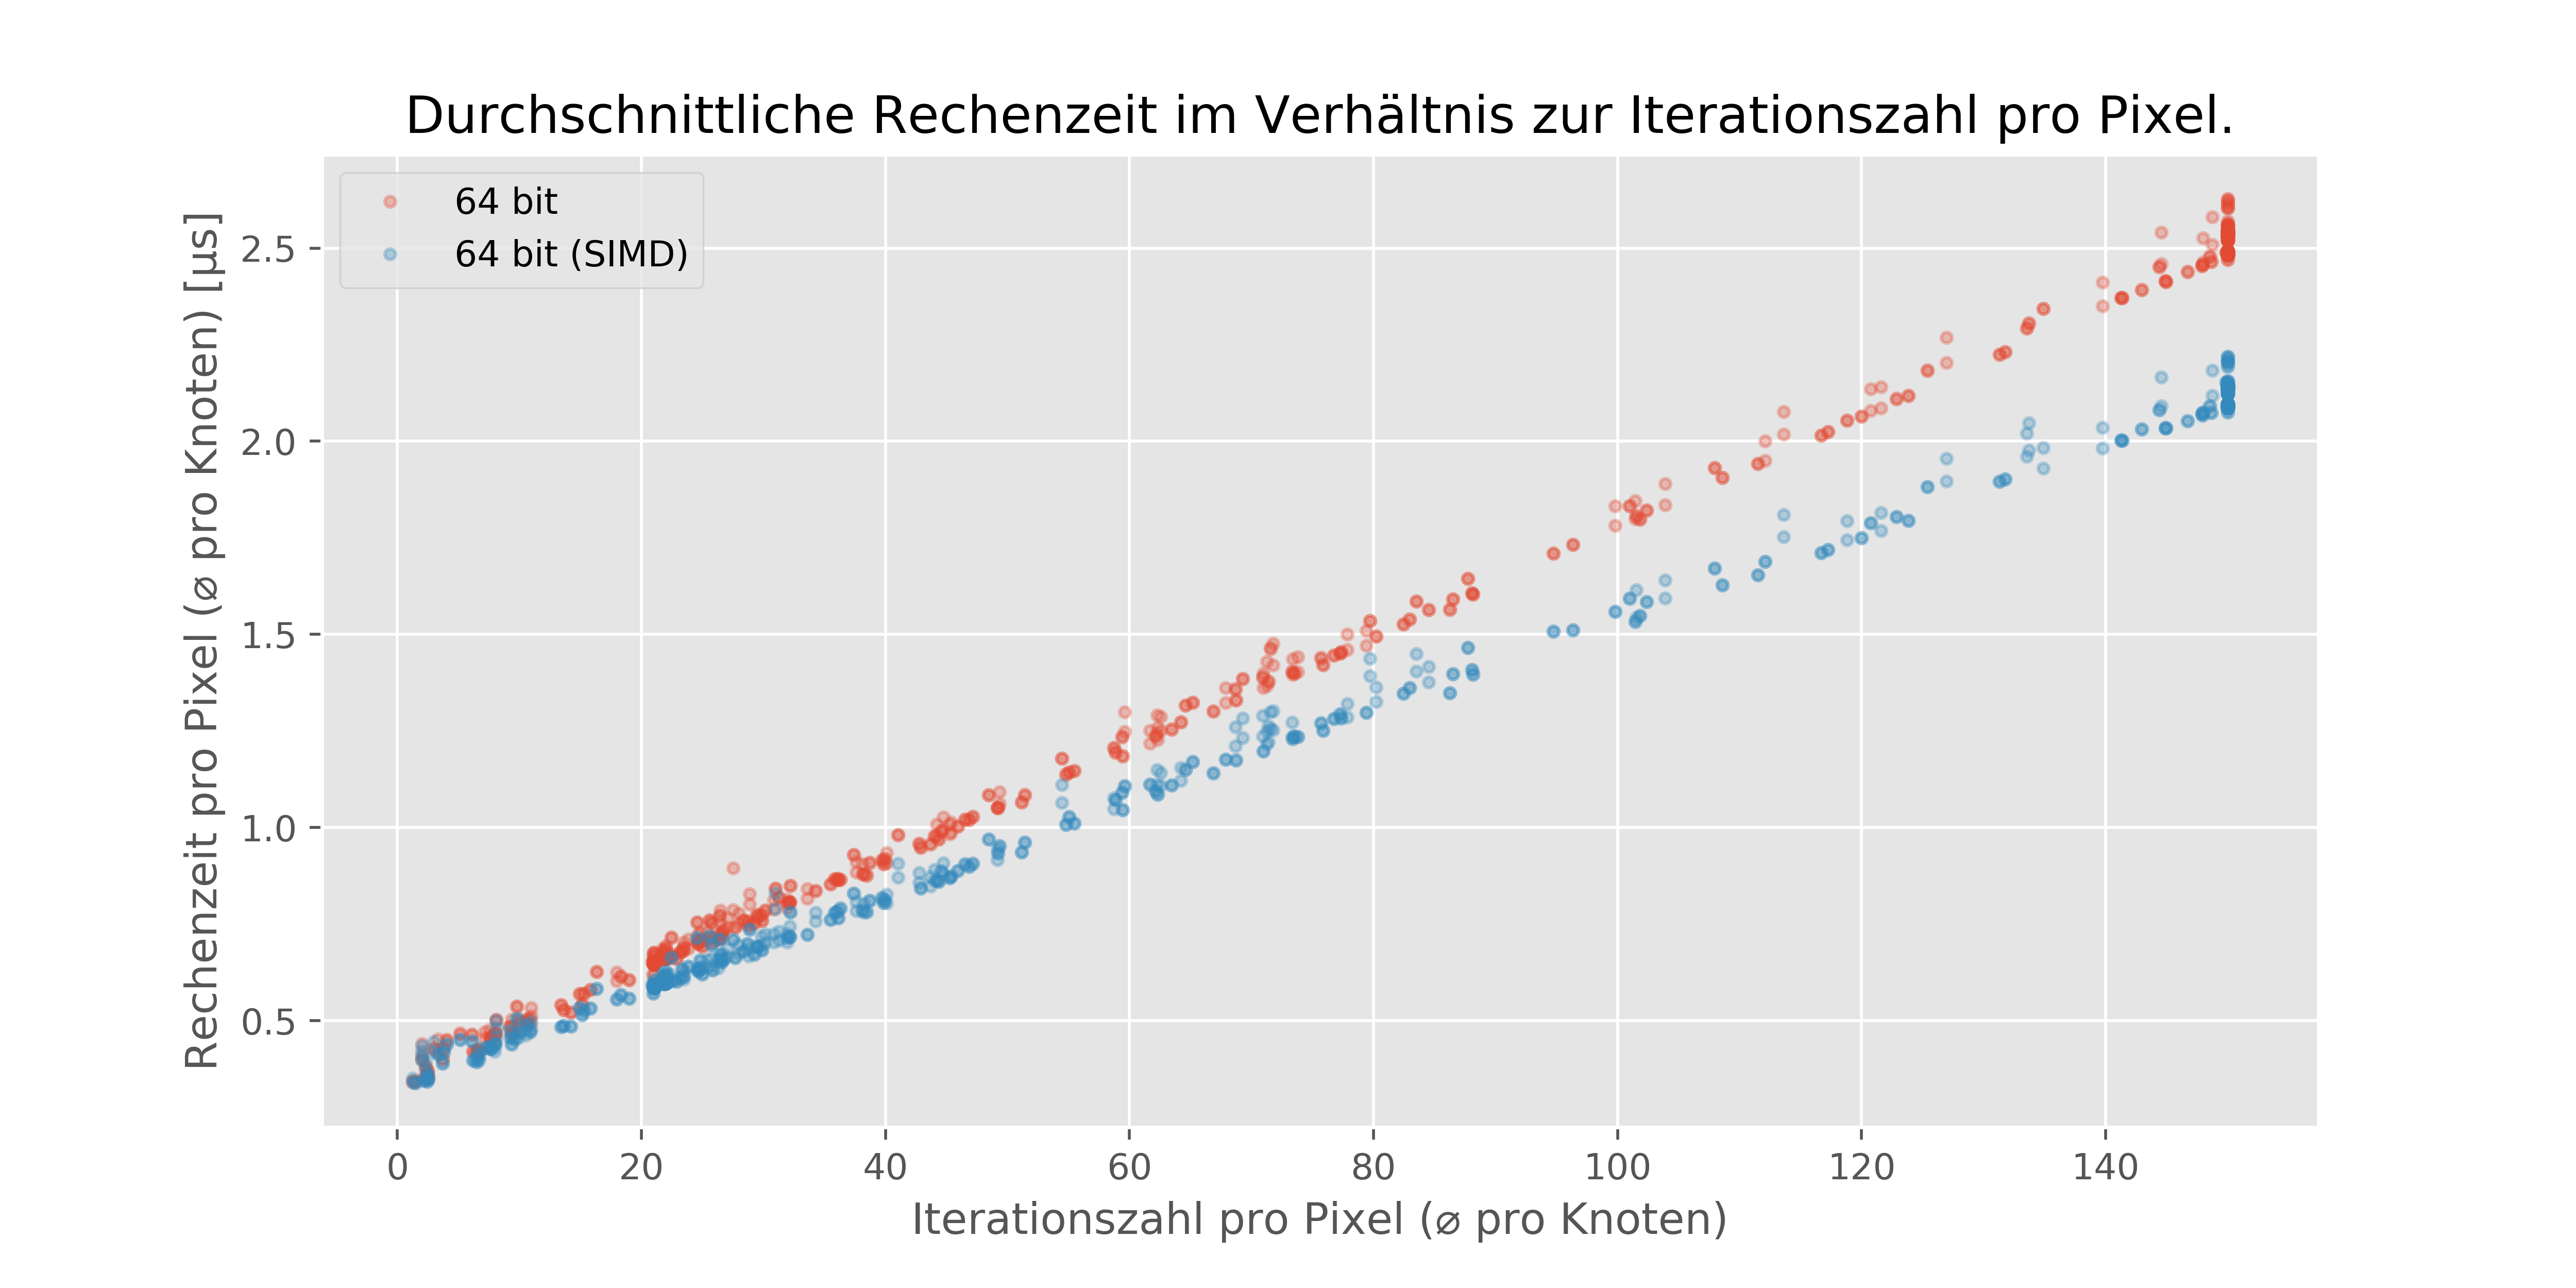 Durchschnittliche Rechenzeit im Verhältnis zur Iterationszahl pro Pixel.
64 bit
64 bit (SIMD)
Rechenzeit pro Pixel (⌀ pro Knoten) [µs]
2.5
2.0
1.5
1.0
0.5
0 20 40 60 80 100 120 140
Iterationszahl pro Pixel (⌀ pro Knoten)